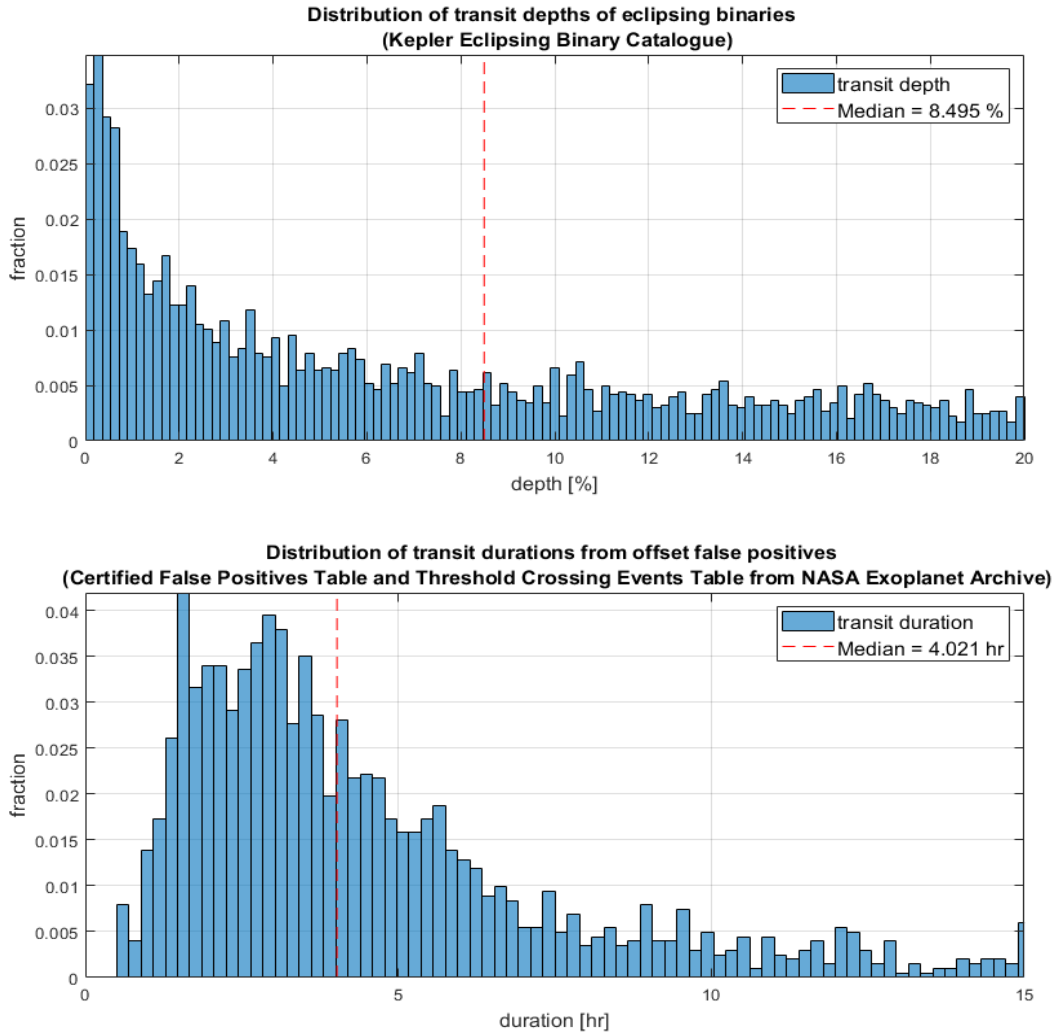 Distribution of transit depths of eclipsing binaries
(Kepler Eclipsing Binary Catalogue)
transit depth
Median = 8.495 %
0.03
0.025
0.02
0.015
0.01
0.005
0
fraction
0 2 4 6 8 10 12 14 16 18 20
depth [%]
Distribution of transit durations from offset false positives
(Certified False Positives Table and Threshold Crossing Events Table from NASA Exoplanet Archive)
transit duration
Median = 4.021 hr
0.04
0.035
0.03
0.025
0.02
0.015
0.01
0.005
0
fraction
0 5 10 15
duration [hr]